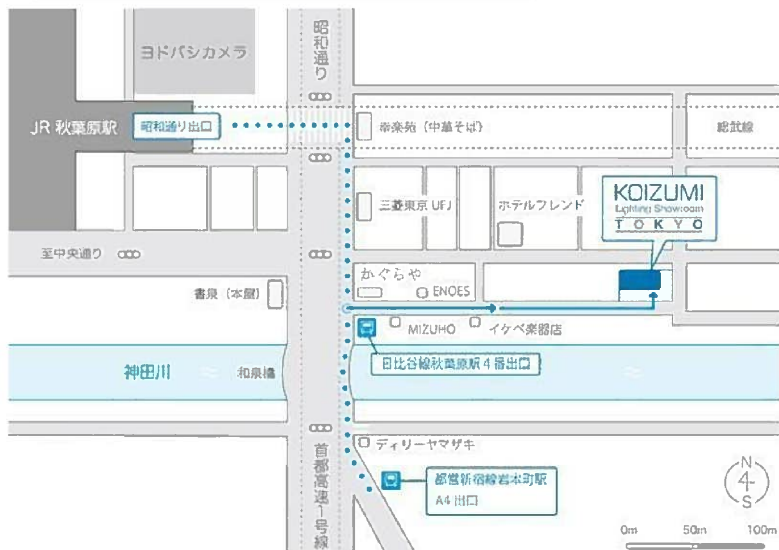 ヨドバシカメラ
昭和通り
JR 秋葉原駅
昭和通り出口
幸楽苑 (中華そば)
総武線
三菱東京 UFJ
ホテルフレンド
KOIZUMI
Lighting Showroom
TOKYO
至中央通り
かぐらや
ENOES
書泉 (本屋)
MIZUHO
イケベ楽器店
日比谷線秋葉原駅4番出口
神田川
和泉橋
首都高速1号線
ディリーヤマザキ
都営新宿線岩本町駅
A4 出口
N
4
S
0m
50m
100m